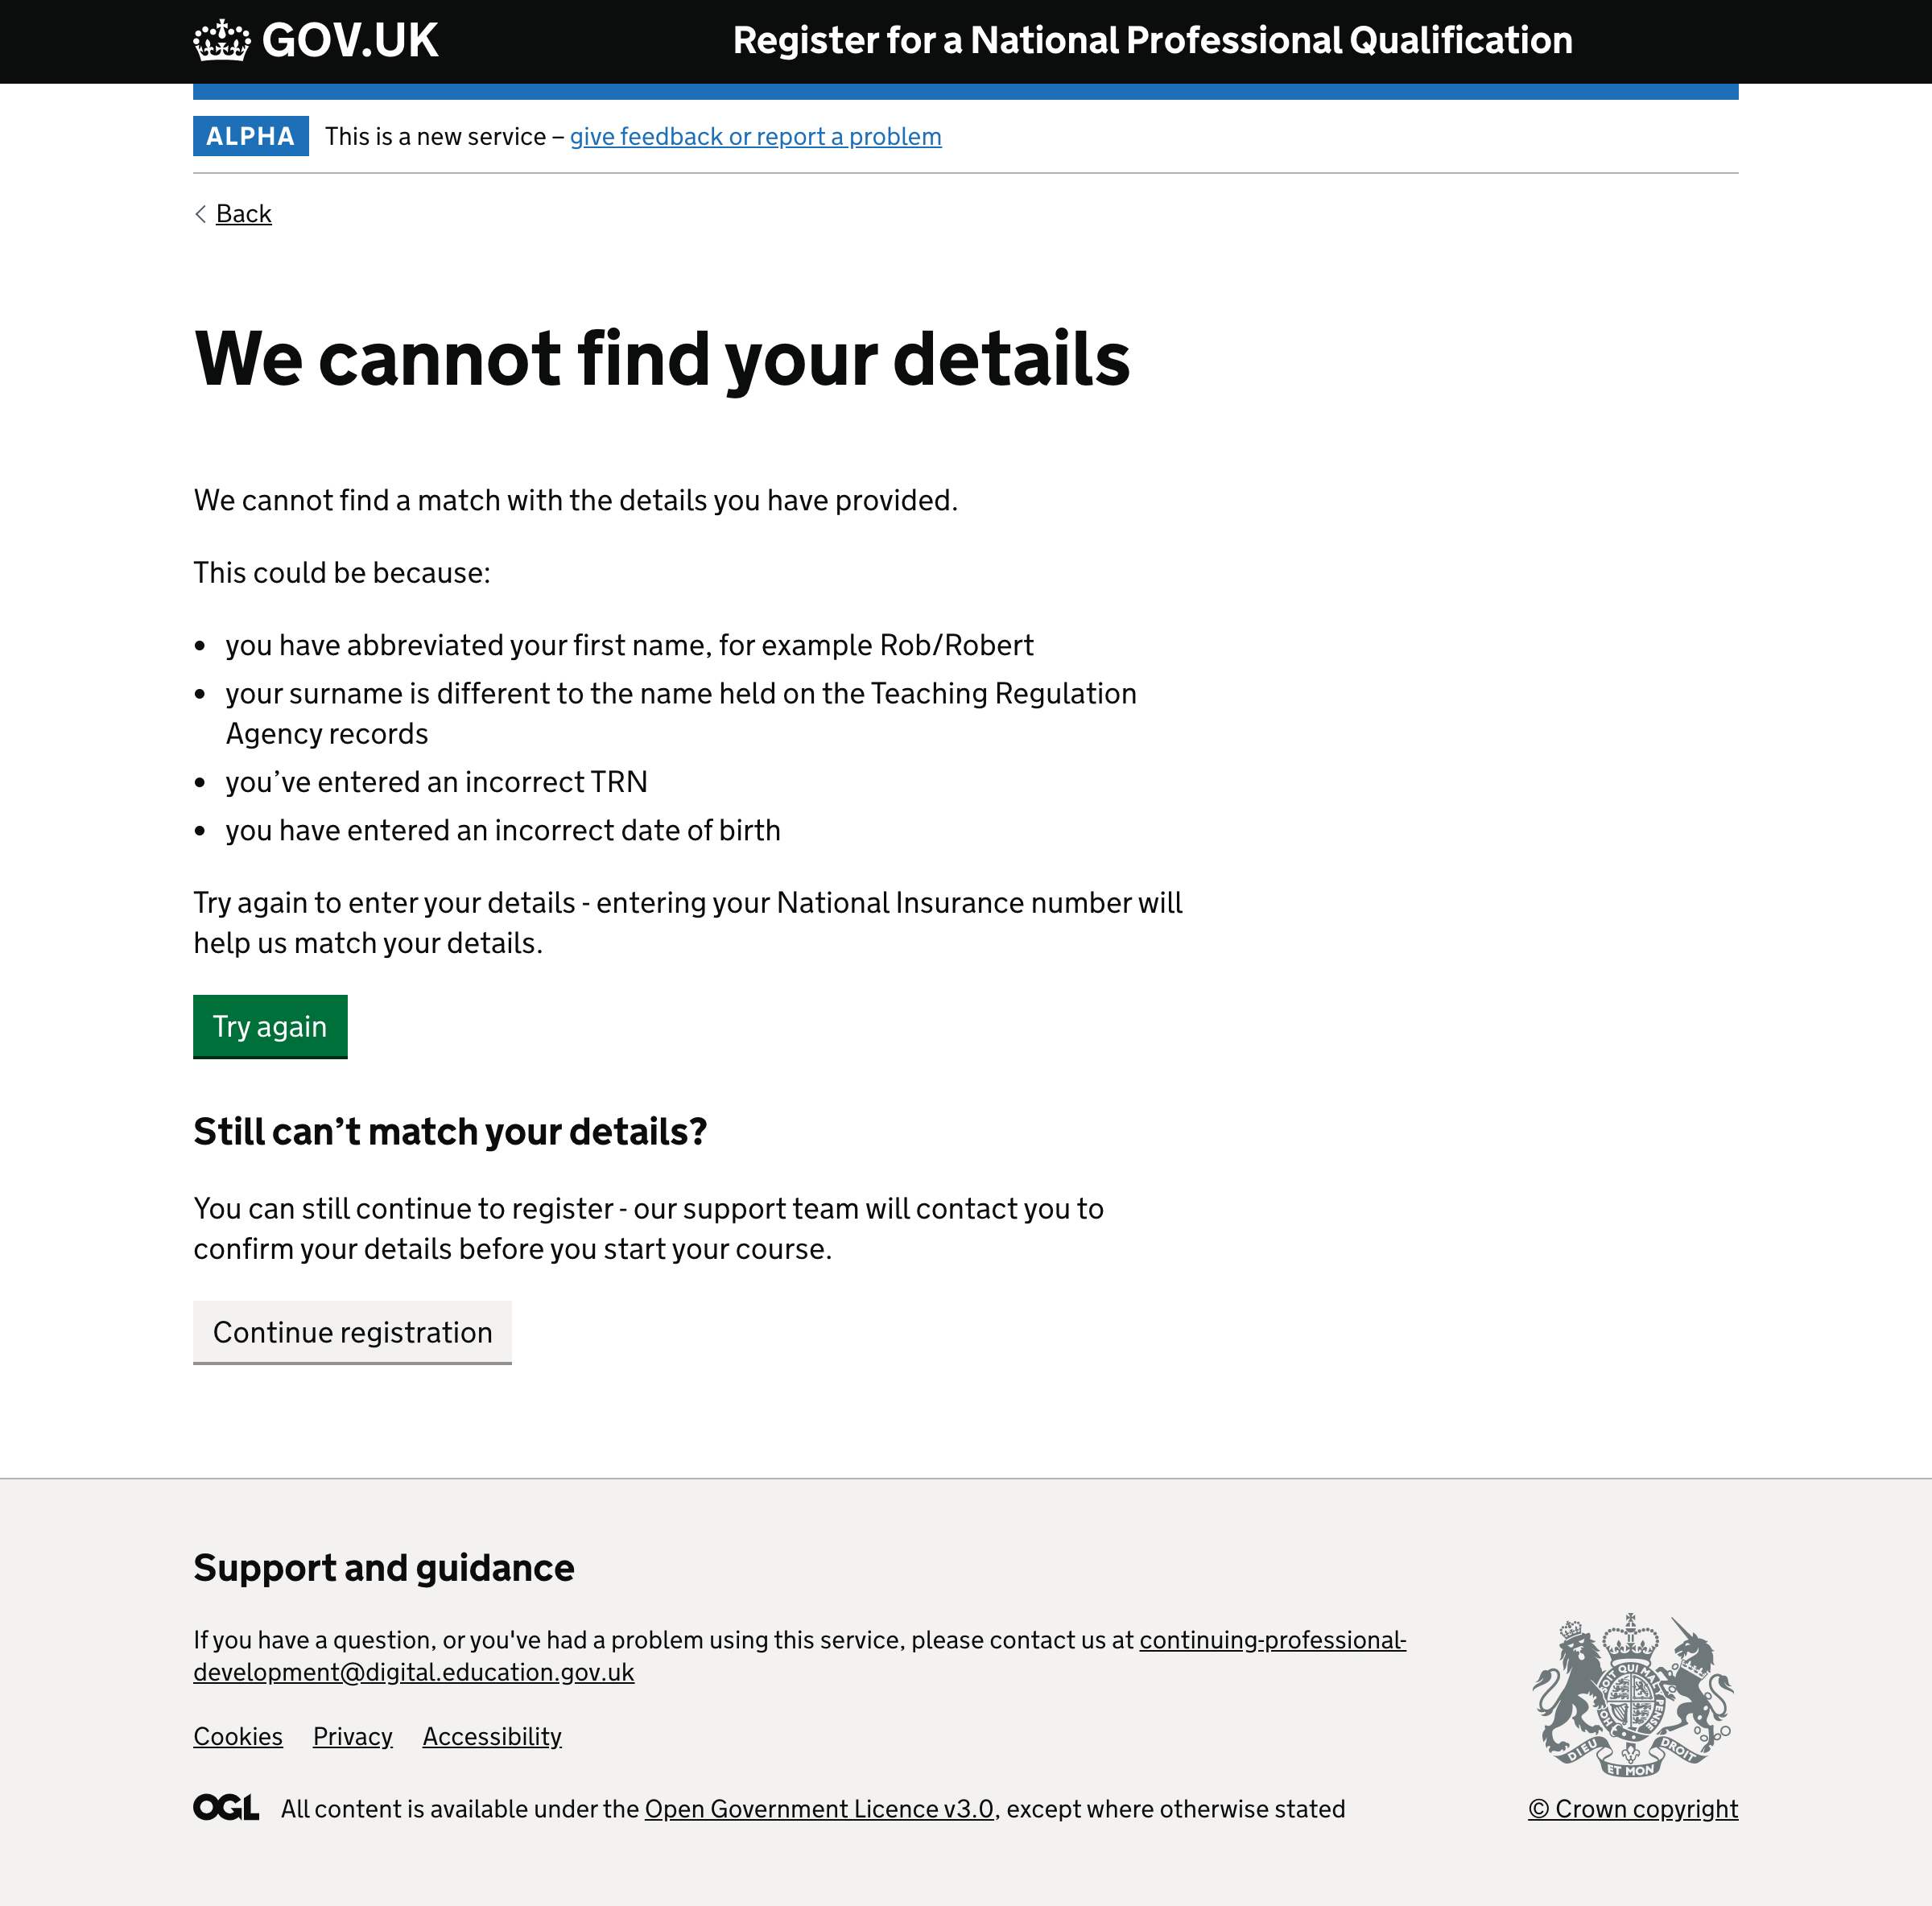 GOV.UK
Register for a National Professional Qualification
ALPHA This is a new service – give feedback or report a problem
Back
We cannot find your details
We cannot find a match with the details you have provided.
This could be because:
• you have abbreviated your first name, for example Rob/Robert
• your surname is different to the name held on the Teaching Regulation
Agency records
• you’ve entered an incorrect TRN
• you have entered an incorrect date of birth
Try again to enter your details - entering your National Insurance number will
help us match your details.
Try again
Still can’t match your details?
You can still continue to register - our support team will contact you to
confirm your details before you start your course.
Continue registration
Support and guidance
If you have a question, or you've had a problem using this service, please contact us at continuing-professional-
development@digital.education.gov.uk
Cookies Privacy Accessibility
DIEU ET MON DROIT
OGL All content is available under the Open Government Licence v3.0, except where otherwise stated
© Crown copyright